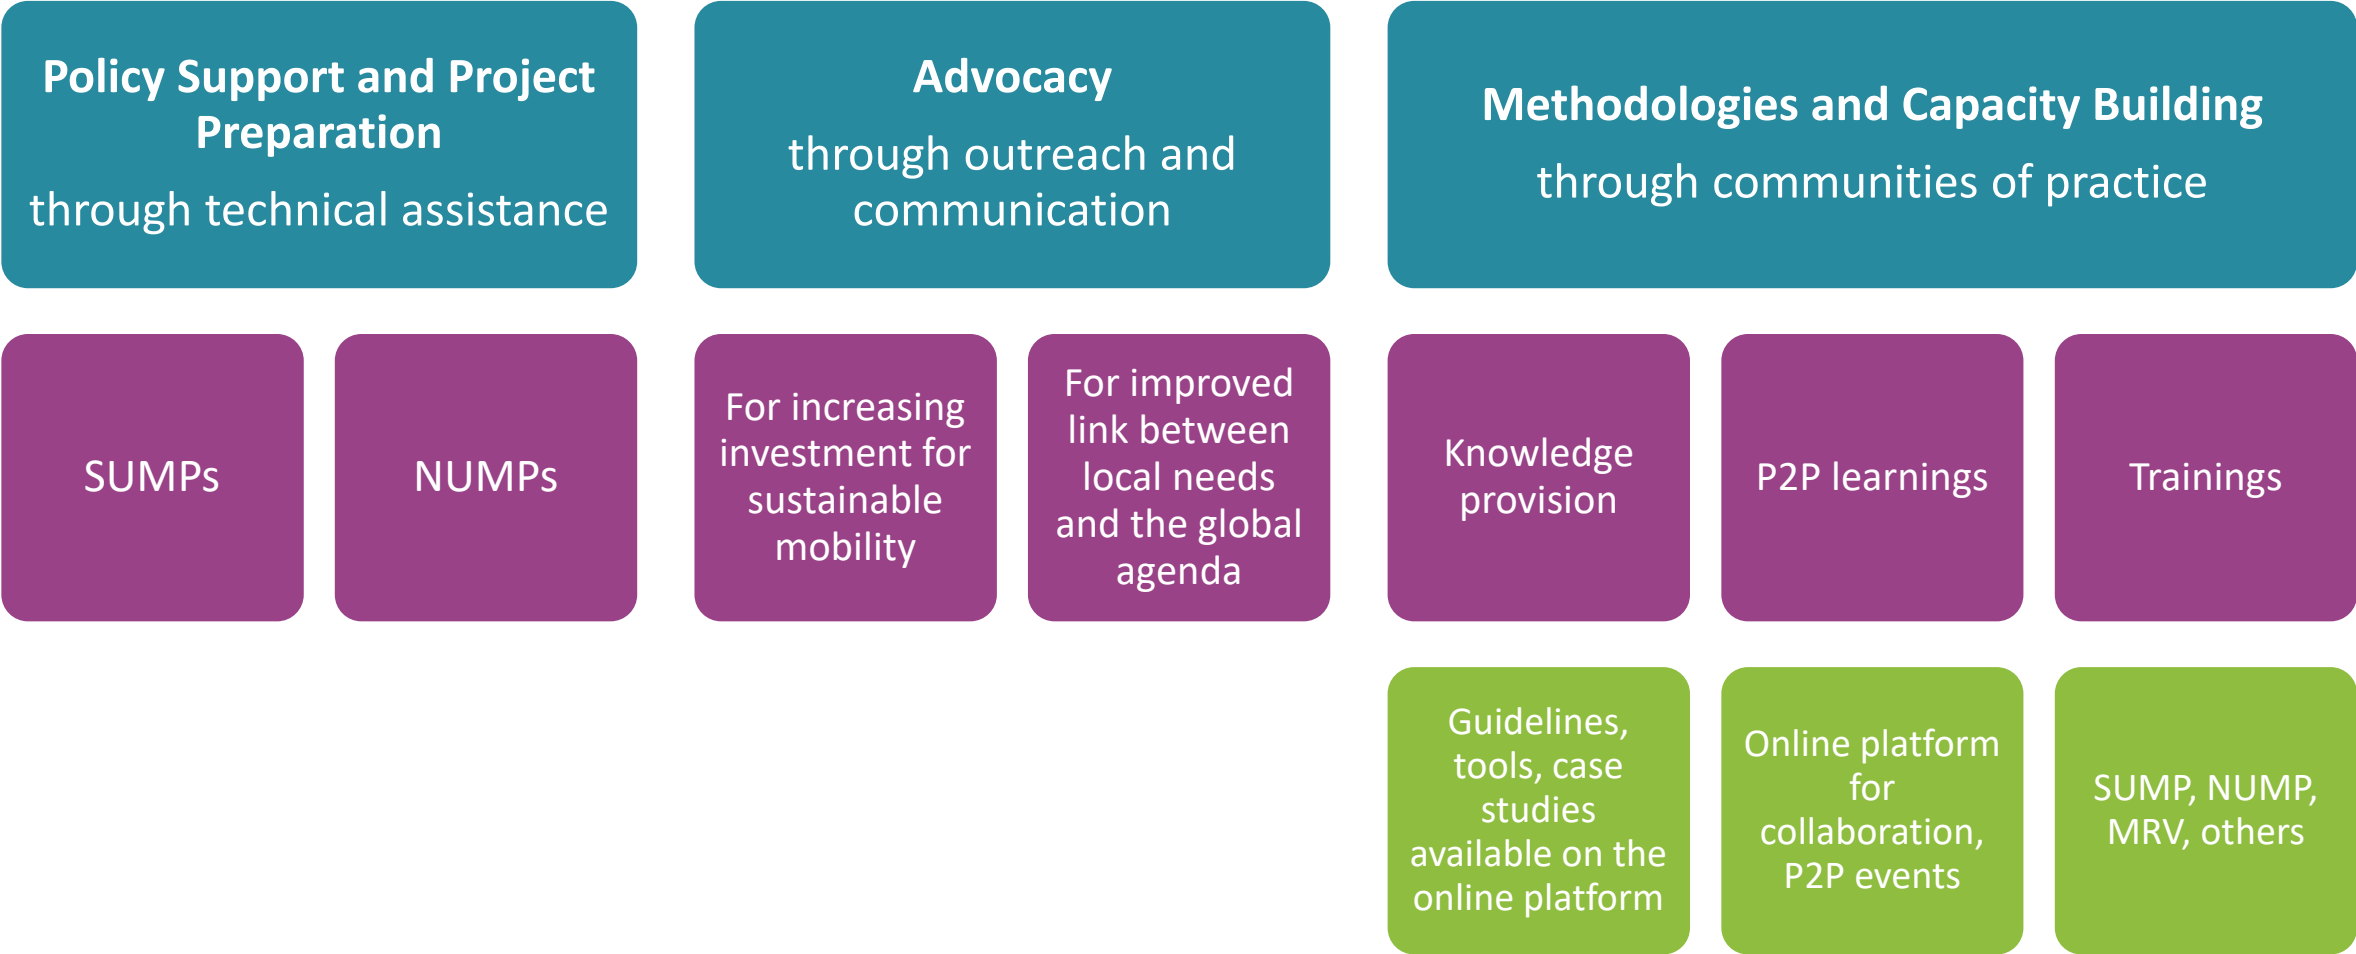 Policy Support and Project
Preparation
through technical assistance
Advocacy
through outreach and
communication
Methodologies and Capacity Building
through communities of practice
SUMPs
NUMPs
For increasing
investment for
sustainable
mobility
For improved
link between
local needs
and the global
agenda
Knowledge
provision
P2P learnings
Trainings
Guidelines,
tools, case
studies
available on the
online platform
Online platform
for
collaboration,
P2P events
SUMP, NUMP,
MRV, others